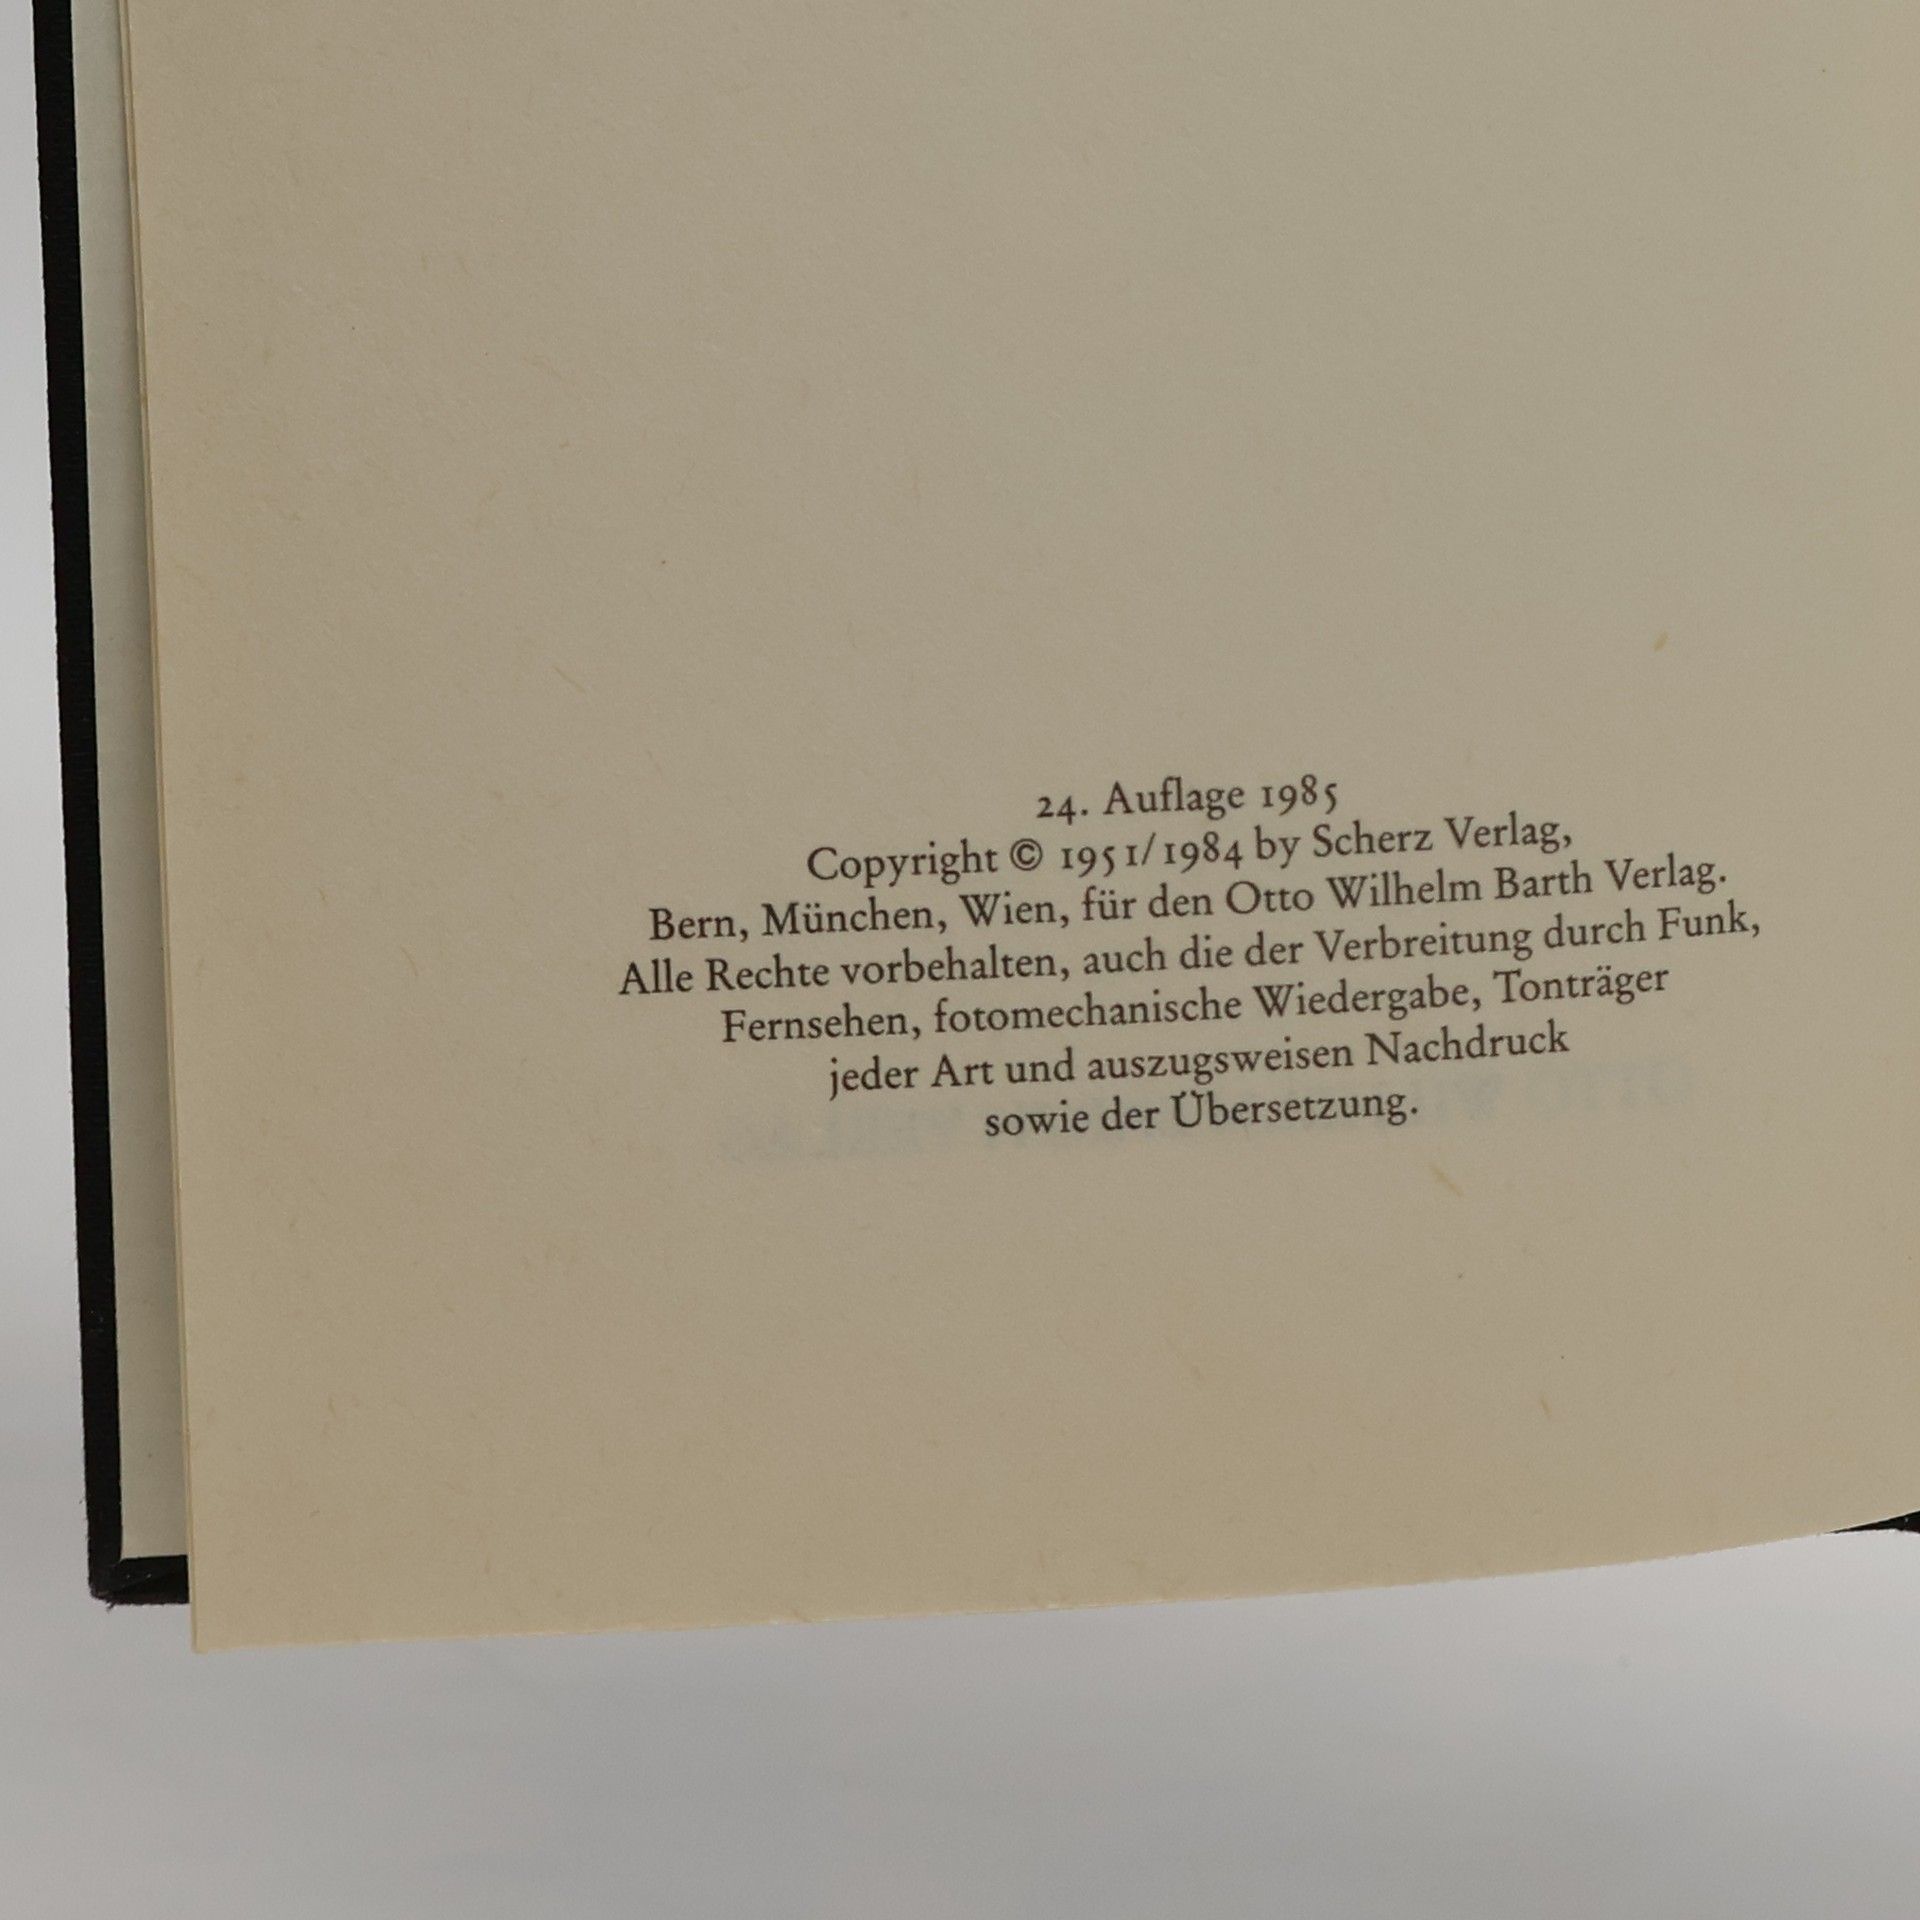 24. Auflage 1985
Copyright © 1951/1984 by Scherz Verlag,
Bern, München, Wien, für den Otto Wilhelm Barth Verlag.
Alle Rechte vorbehalten, auch die der Verbreitung durch Funk,
Fernsehen, fotomechanische Wiedergabe, Tonträger
jeder Art und auszugsweisen Nachdruck
sowie der Übersetzung.